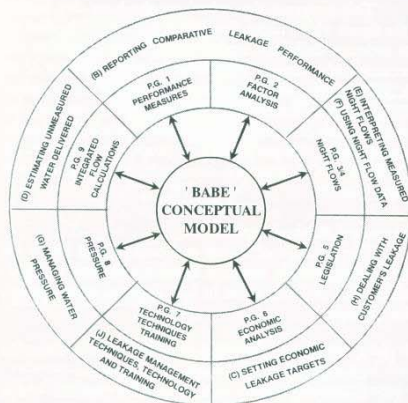 (B) REPORTING COMPARATIVE LEAKAGE PERFORMANCE
(E) INTERPRETING MEASURED
NIGHT FLOWS
(F) USING NIGHT FLOW DATA
(H) DEALING WITH
CUSTOMER'S LEAKAGE
(C) SETTING ECONOMIC
LEAKAGE TARGETS
(J) LEAKAGE MANAGEMENT
TECHNIQUES, TECHNOLOGY
AND TRAINING
(G) MANAGING WATER
PRESSURE
(D) ESTIMATING UNMEASURED
WATER DELIVERED
P.G. 1
PERFORMANCE
MEASURES
P.G. 2
FACTOR
ANALYSIS
P.G. 3/4
NIGHT FLOWS
P.G. 5
LEGISLATION
P.G. 6
ECONOMIC
ANALYSIS
P.G. 7
TECHNOLOGY
TECHNIQUES
TRAINING
P.G. 8
PRESSURE
P.G. 9
INTEGRATED
FLOW
CALCULATIONS
'BABE'
CONCEPTUAL
MODEL